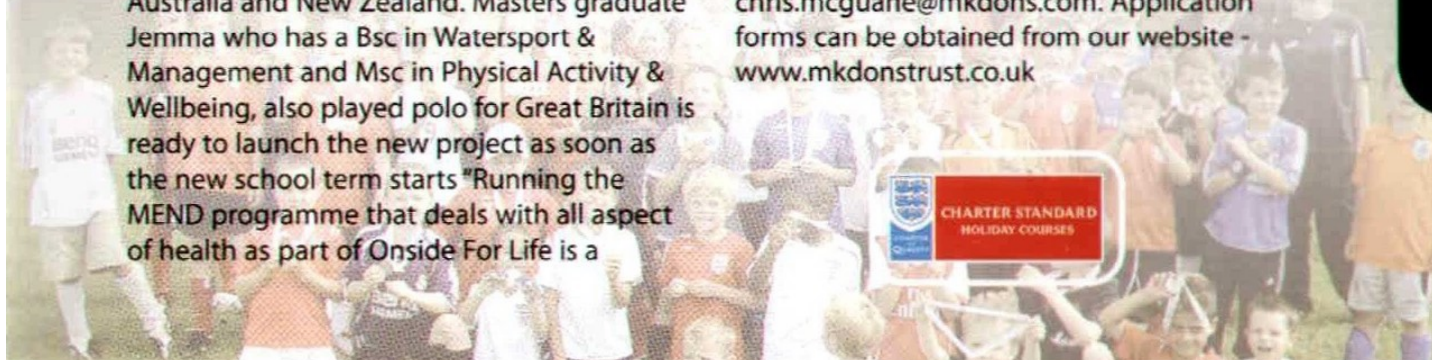 Australia and New Zealand. Masters graduate
Jemma who has a Bsc in Watersport &
Management and Msc in Physical Activity &
Wellbeing, also played polo for Great Britain is
ready to launch the new project as soon as
the new school term starts "Running the
MEND programme that deals with all aspect
of health as part of Onside For Life is a
chris.mcguane@mkdons.com. Application
forms can be obtained from our website -
www.mkdonstrust.co.uk
CHARTER STANDARD
HOLIDAY COURSES